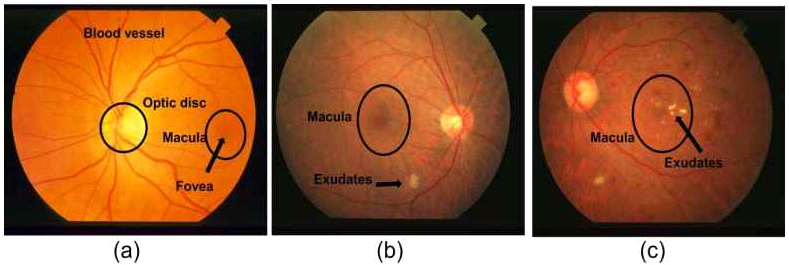 Blood vessel
Optic disc
Macula
Fovea
(a)
Macula
Exudates
(b)
Macula
Exudates
(c)